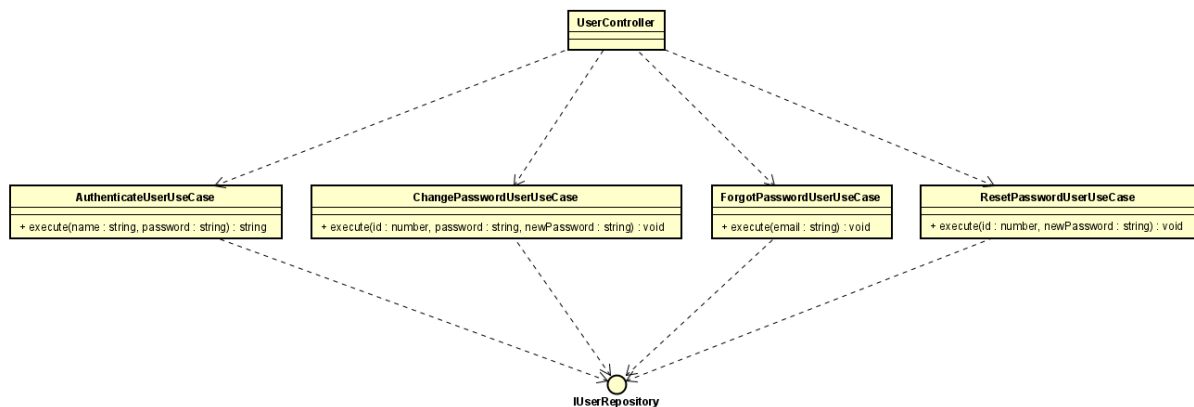 UserController
AuthenticateUserUseCase
+ execute(name : string, password : string) : string
ChangePasswordUserUseCase
+ execute(id : number, password : string, newPassword : string) : void
ForgotPasswordUserUseCase
+ execute(email : string) : void
ResetPasswordUserUseCase
+ execute(id : number, newPassword : string) : void
IUserRepository